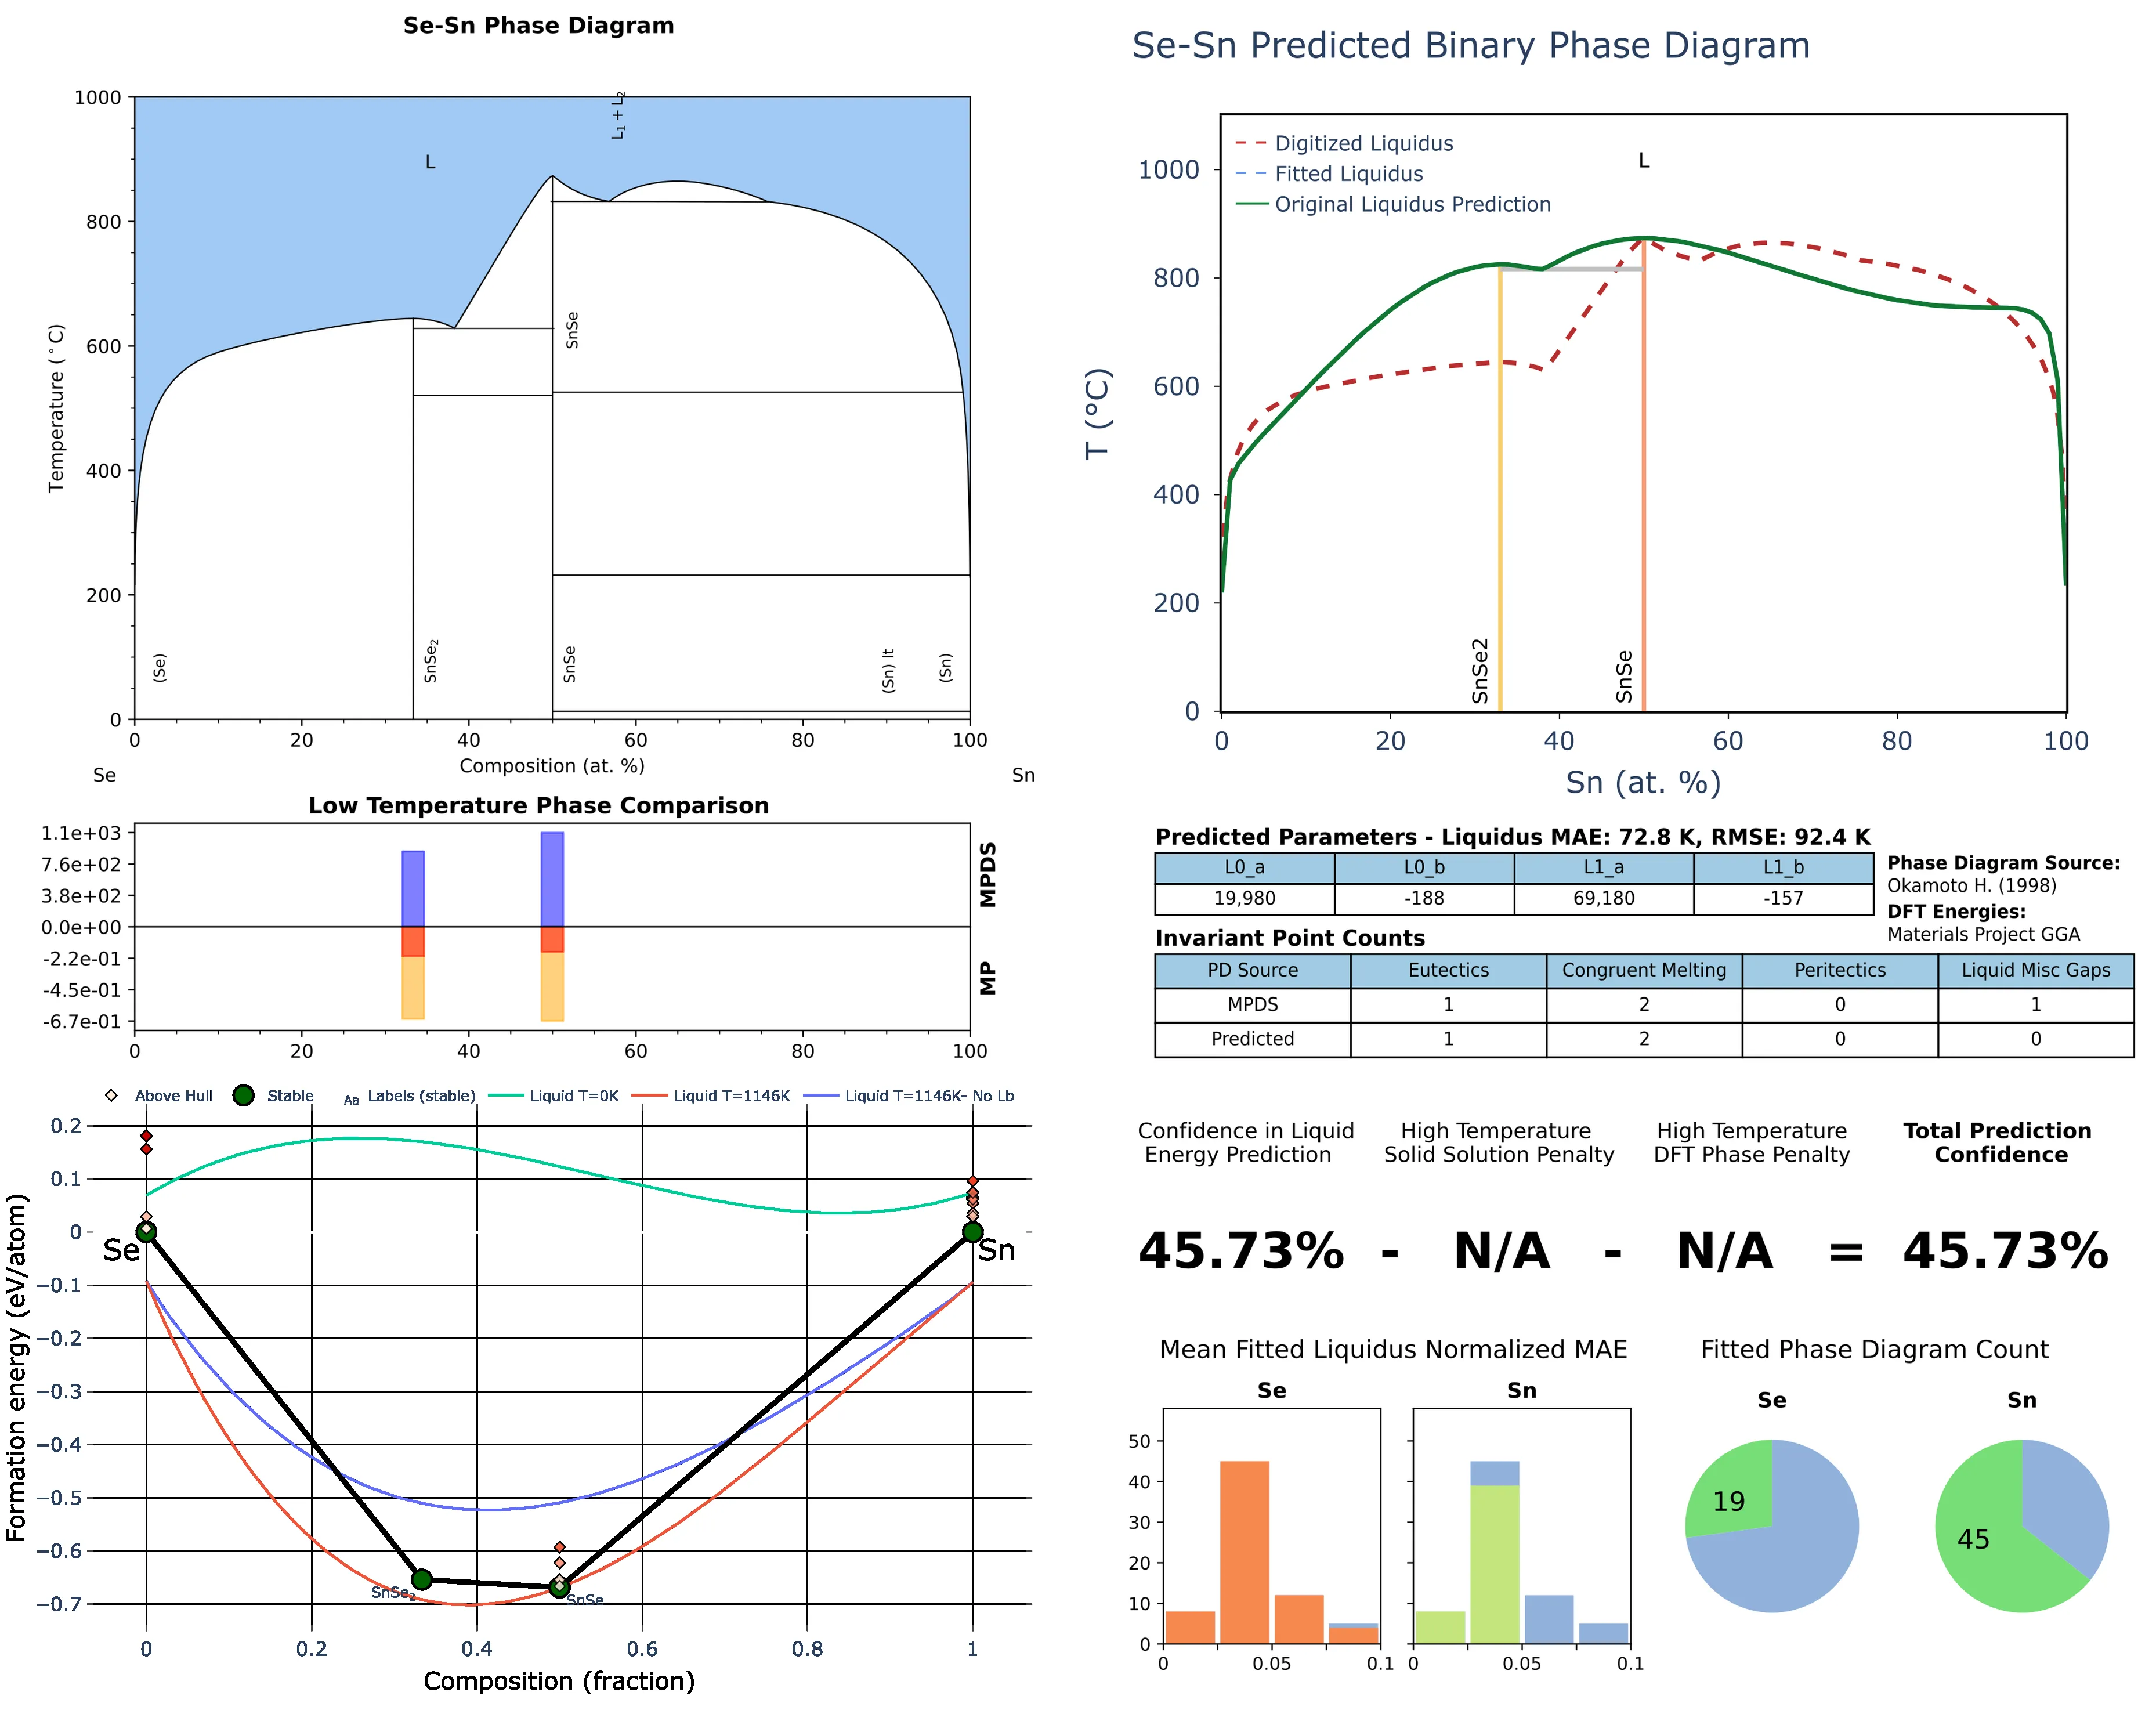 Se-Sn Phase Diagram
1000
800
600
400
200
0
Temperature (°C)
L
L₁ + L₂
SnSe
(Se)
SnSe₂
SnSe
(Sn) lt
(Sn)
0 20 40 60 80 100
Composition (at. %)
Se
Sn
Se-Sn Predicted Binary Phase Diagram
Digitized Liquidus
Fitted Liquidus
Original Liquidus Prediction
L
1000
800
600
400
200
0
T (°C)
SnSe2
SnSe
0 20 40 60 80 100
Sn (at. %)
Low Temperature Phase Comparison
1.1e+03
7.6e+02
3.8e+02
0.0e+00
-2.2e-01
-4.5e-01
-6.7e-01
MPDS
MP
0 20 40 60 80 100
Predicted Parameters - Liquidus MAE: 72.8 K, RMSE: 92.4 K
L0_a L0_b L1_a L1_b
19,980 -188 69,180 -157
Phase Diagram Source:
Okamoto H. (1998)
DFT Energies:
Materials Project GGA
Invariant Point Counts
PD Source Eutectics Congruent Melting Peritectics Liquid Misc Gaps
MPDS 1 2 0 1
Predicted 1 2 0 0
Above Hull Stable Aa Labels (stable) Liquid T=0K Liquid T=1146K Liquid T=1146K- No Lb
0.2
0.1
0
−0.1
−0.2
−0.3
−0.4
−0.5
−0.6
−0.7
Formation energy (eV/atom)
Se
Sn
SnSe₂
SnSe
0 0.2 0.4 0.6 0.8 1
Composition (fraction)
Confidence in Liquid
Energy Prediction
High Temperature
Solid Solution Penalty
High Temperature
DFT Phase Penalty
Total Prediction
Confidence
45.73% - N/A - N/A = 45.73%
Mean Fitted Liquidus Normalized MAE
Se
Sn
50
40
30
20
10
0
0 0.05 0.1
0 0.05 0.1
Fitted Phase Diagram Count
Se
Sn
19
45